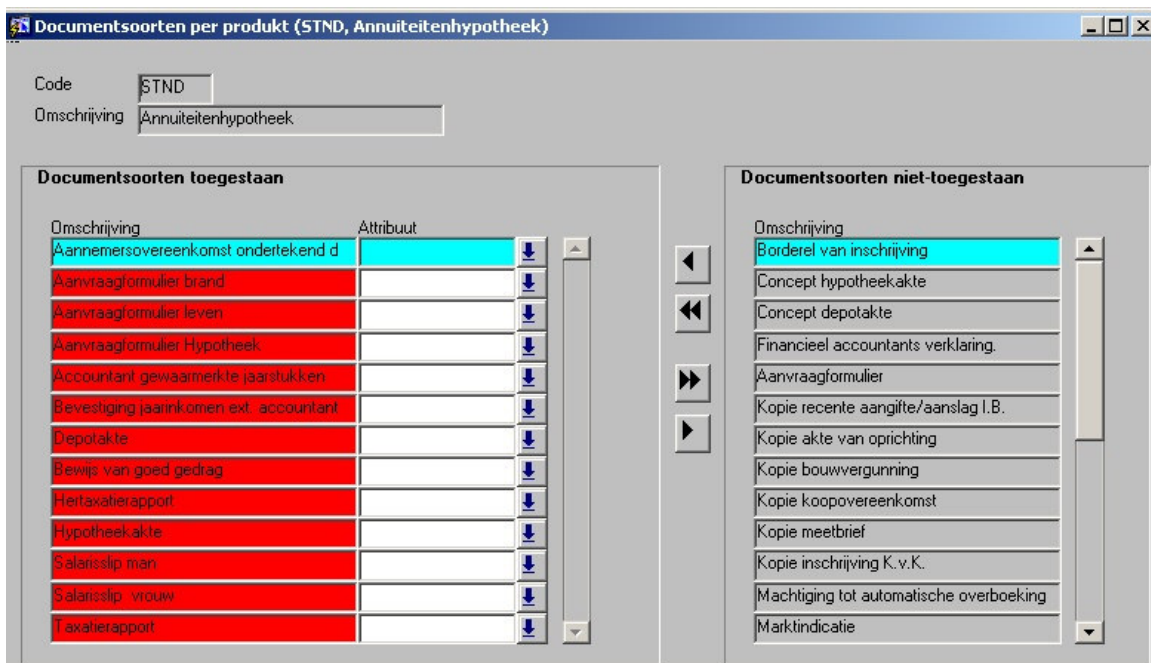 Documentsoorten per produkt (STND, Annuiteitenhypotheek)
Code STND
Omschrijving Annuiteitenhypotheek
Documentsoorten toegestaan
Omschrijving Attribuut
Aannemersovereenkomst ondertekend d
Aanvraagformulier brand
Aanvraagformulier leven
Aanvraagformulier Hypotheek
Accountant gewaarmerkte jaarstukken
Bevestiging jaarinkomen ext. accountant
Depotakte
Bewijs van goed gedrag
Hertaxatierapport
Hypotheekakte
Salarisslip man
Salarisslip vrouw
Taxatierapport
Documentsoorten niet-toegestaan
Omschrijving
Borderel van inschrijving
Concept hypotheekakte
Concept depotakte
Financieel accountants verklaring.
Aanvraagformulier
Kopie recente aangifte/aanslag I.B.
Kopie akte van oprichting
Kopie bouwvergunning
Kopie koopovereenkomst
Kopie meetbrief
Kopie inschrijving K.v.K.
Machtiging tot automatische overboeking
Marktindicatie